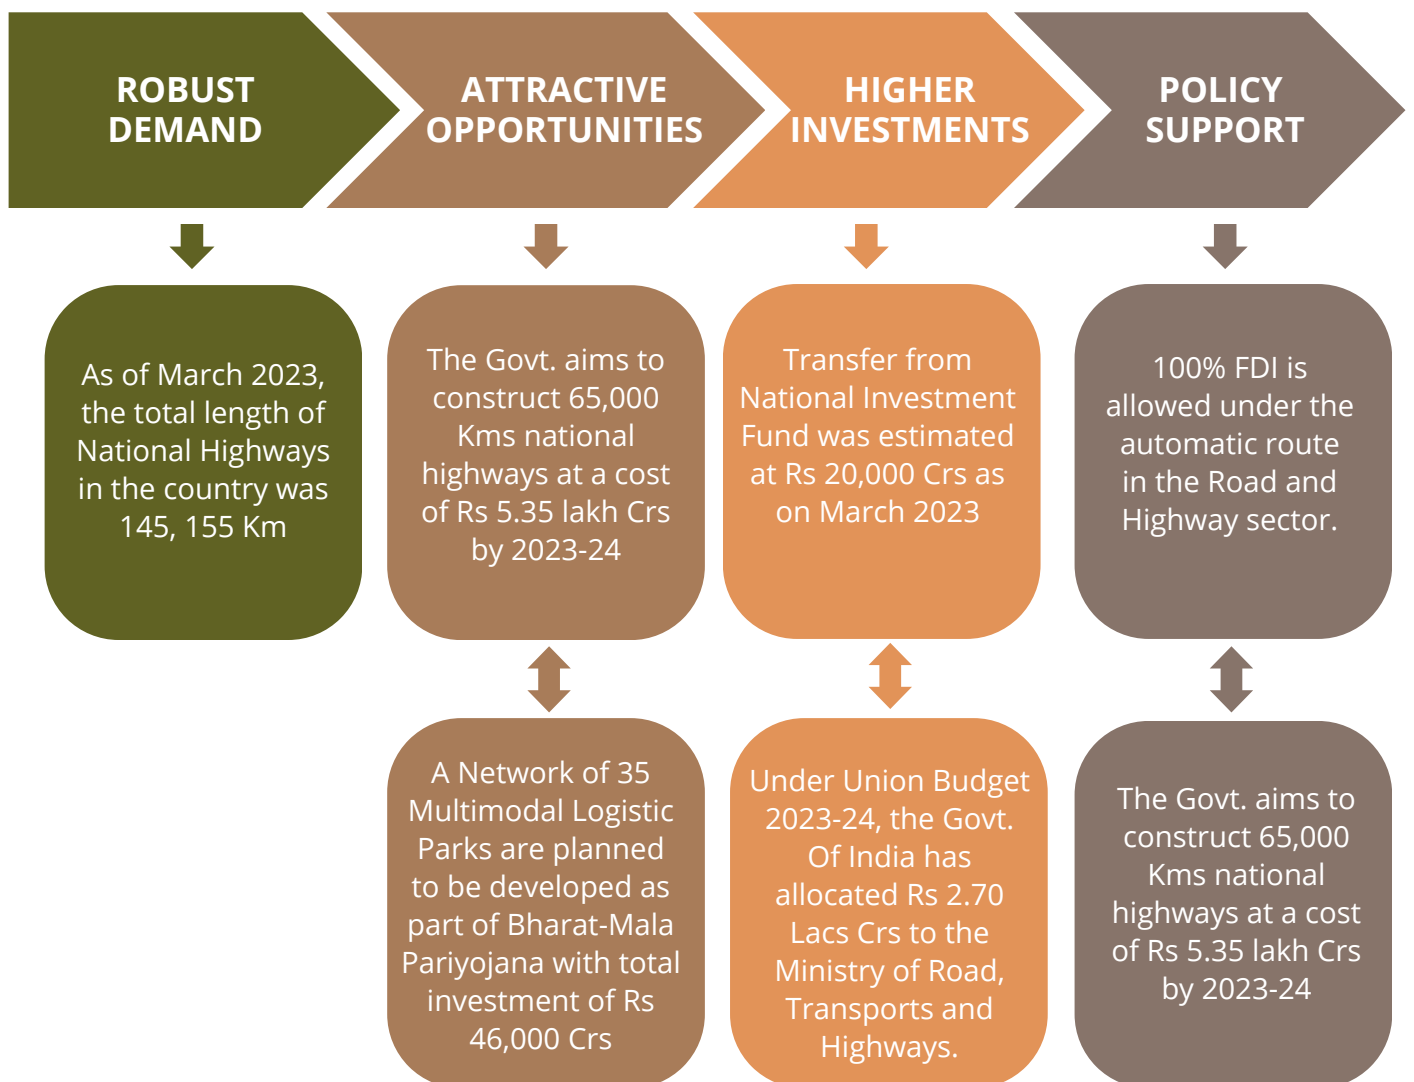 ROBUST
DEMAND
ATTRACTIVE
OPPORTUNITIES
HIGHER
INVESTMENTS
POLICY
SUPPORT
As of March 2023,
the total length of
National Highways
in the country was
145, 155 Km
The Govt. aims to
construct 65,000
Kms national
highways at a cost
of Rs 5.35 lakh Crs
by 2023-24
Transfer from
National Investment
Fund was estimated
at Rs 20,000 Crs as
on March 2023
100% FDI is
allowed under the
automatic route
in the Road and
Highway sector.
A Network of 35
Multimodal Logistic
Parks are planned
to be developed as
part of Bharat-Mala
Pariyojana with total
investment of Rs
46,000 Crs
Under Union Budget
2023-24, the Govt.
Of India has
allocated Rs 2.70
Lacs Crs to the
Ministry of Road,
Transports and
Highways.
The Govt. aims to
construct 65,000
Kms national
highways at a cost
of Rs 5.35 lakh Crs
by 2023-24